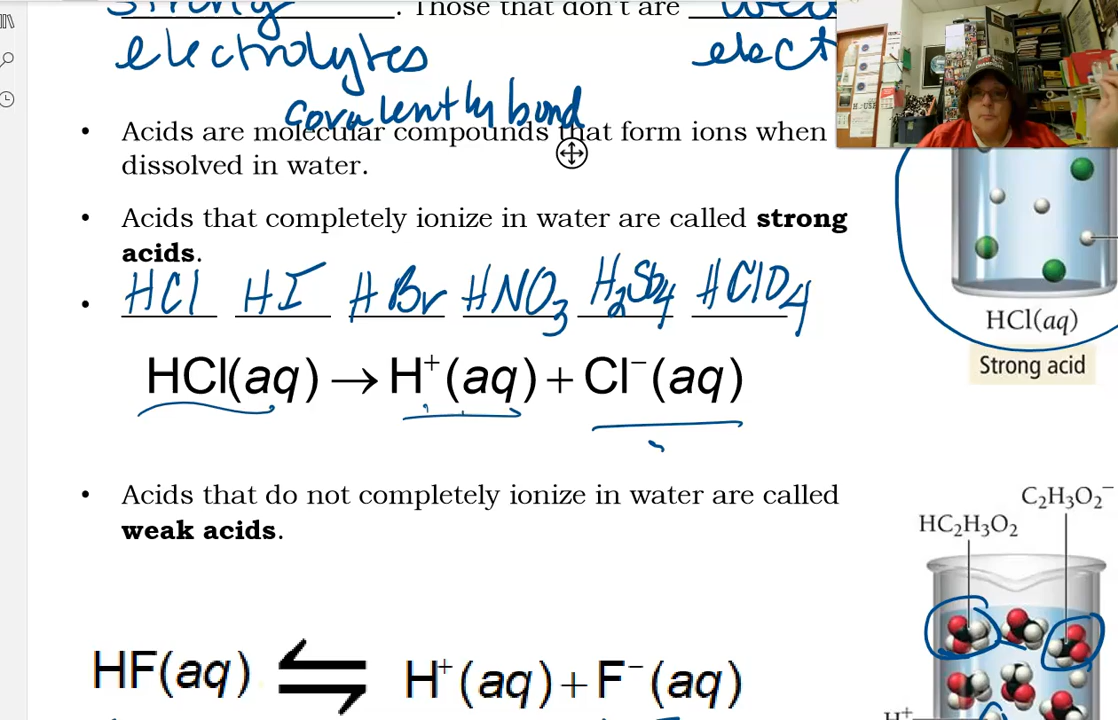 strong . Those that don't are weak
electrolytes elect
covalently bond
• Acids are molecular compounds that form ions when
dissolved in water.
• Acids that completely ionize in water are called strong
acids.
• HCl HI HBr HNO3 H2SO4 HClO4
HCl(aq) → H⁺(aq) + Cl⁻(aq)
HCl(aq)
Strong acid
• Acids that do not completely ionize in water are called
weak acids.
C₂H₃O₂⁻
HC₂H₃O₂
HF(aq) ⇌ H⁺(aq) + F⁻(aq)
H⁺